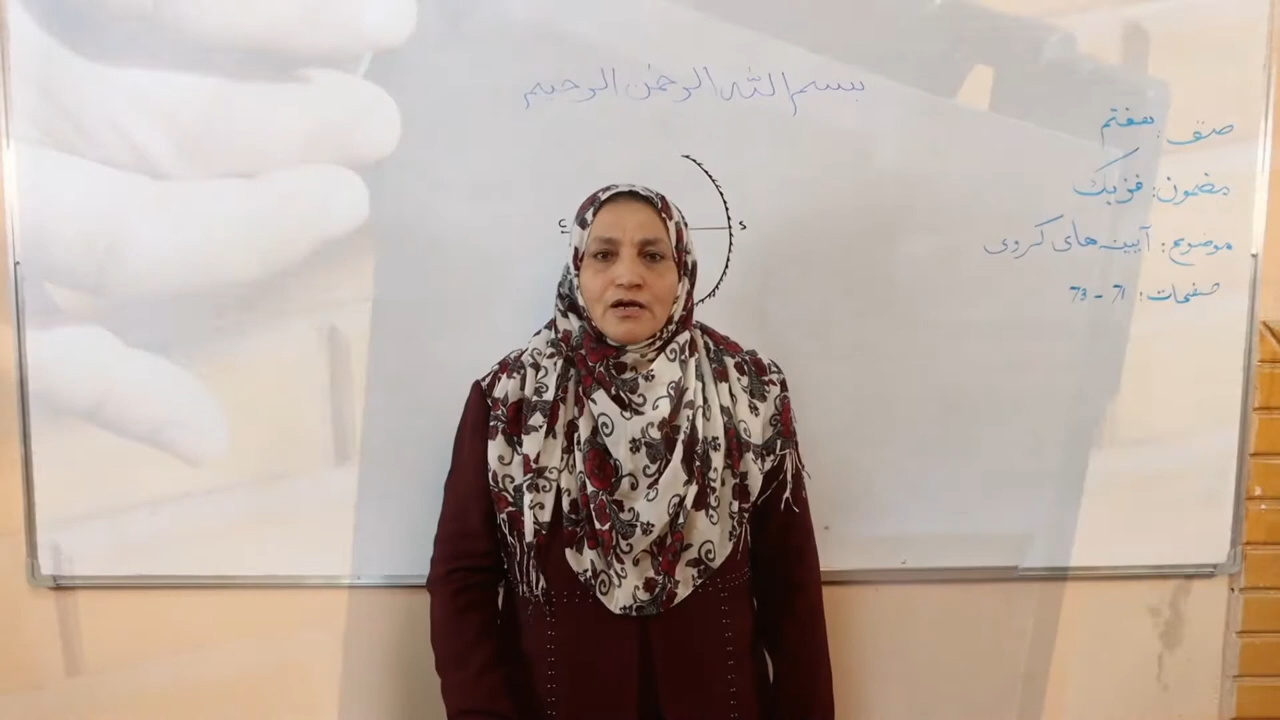 بسم الله الرحمن الرحیم
صنف: هفتم
مضمون: فزیک
موضوع: آیینه های کروی
صفحات: 71 - 73
C
S